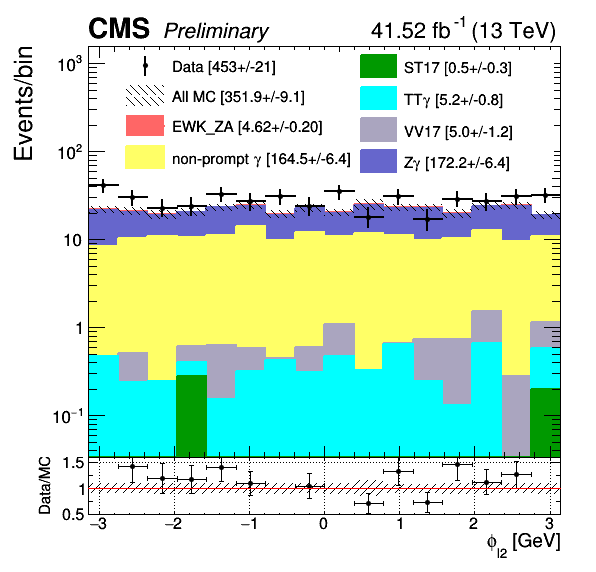 CMS Preliminary 41.52 fb⁻¹ (13 TeV)
Events/bin
10³
10²
10
1
10⁻¹
Data [453+/-21]
All MC [351.9+/-9.1]
EWK_ZA [4.62+/-0.20]
non-prompt γ [164.5+/-6.4]
ST17 [0.5+/-0.3]
TTγ [5.2+/-0.8]
VV17 [5.0+/-1.2]
Zγ [172.2+/-6.4]
Data/MC
1.5
1
0.5
−3 −2 −1 0 1 2 3
ϕ_l2 [GeV]